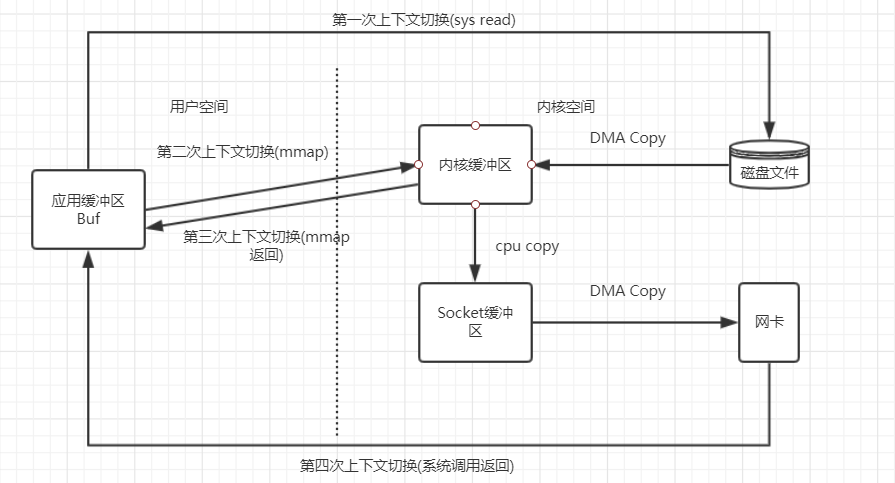 第一次上下文切换(sys read)
用户空间
内核空间
第二次上下文切换(mmap)
DMA Copy
内核缓冲区
磁盘文件
应用缓冲区
Buf
第三次上下文切换(mmap
返回)
cpu copy
Socket缓冲
区
DMA Copy
网卡
第四次上下文切换(系统调用返回)